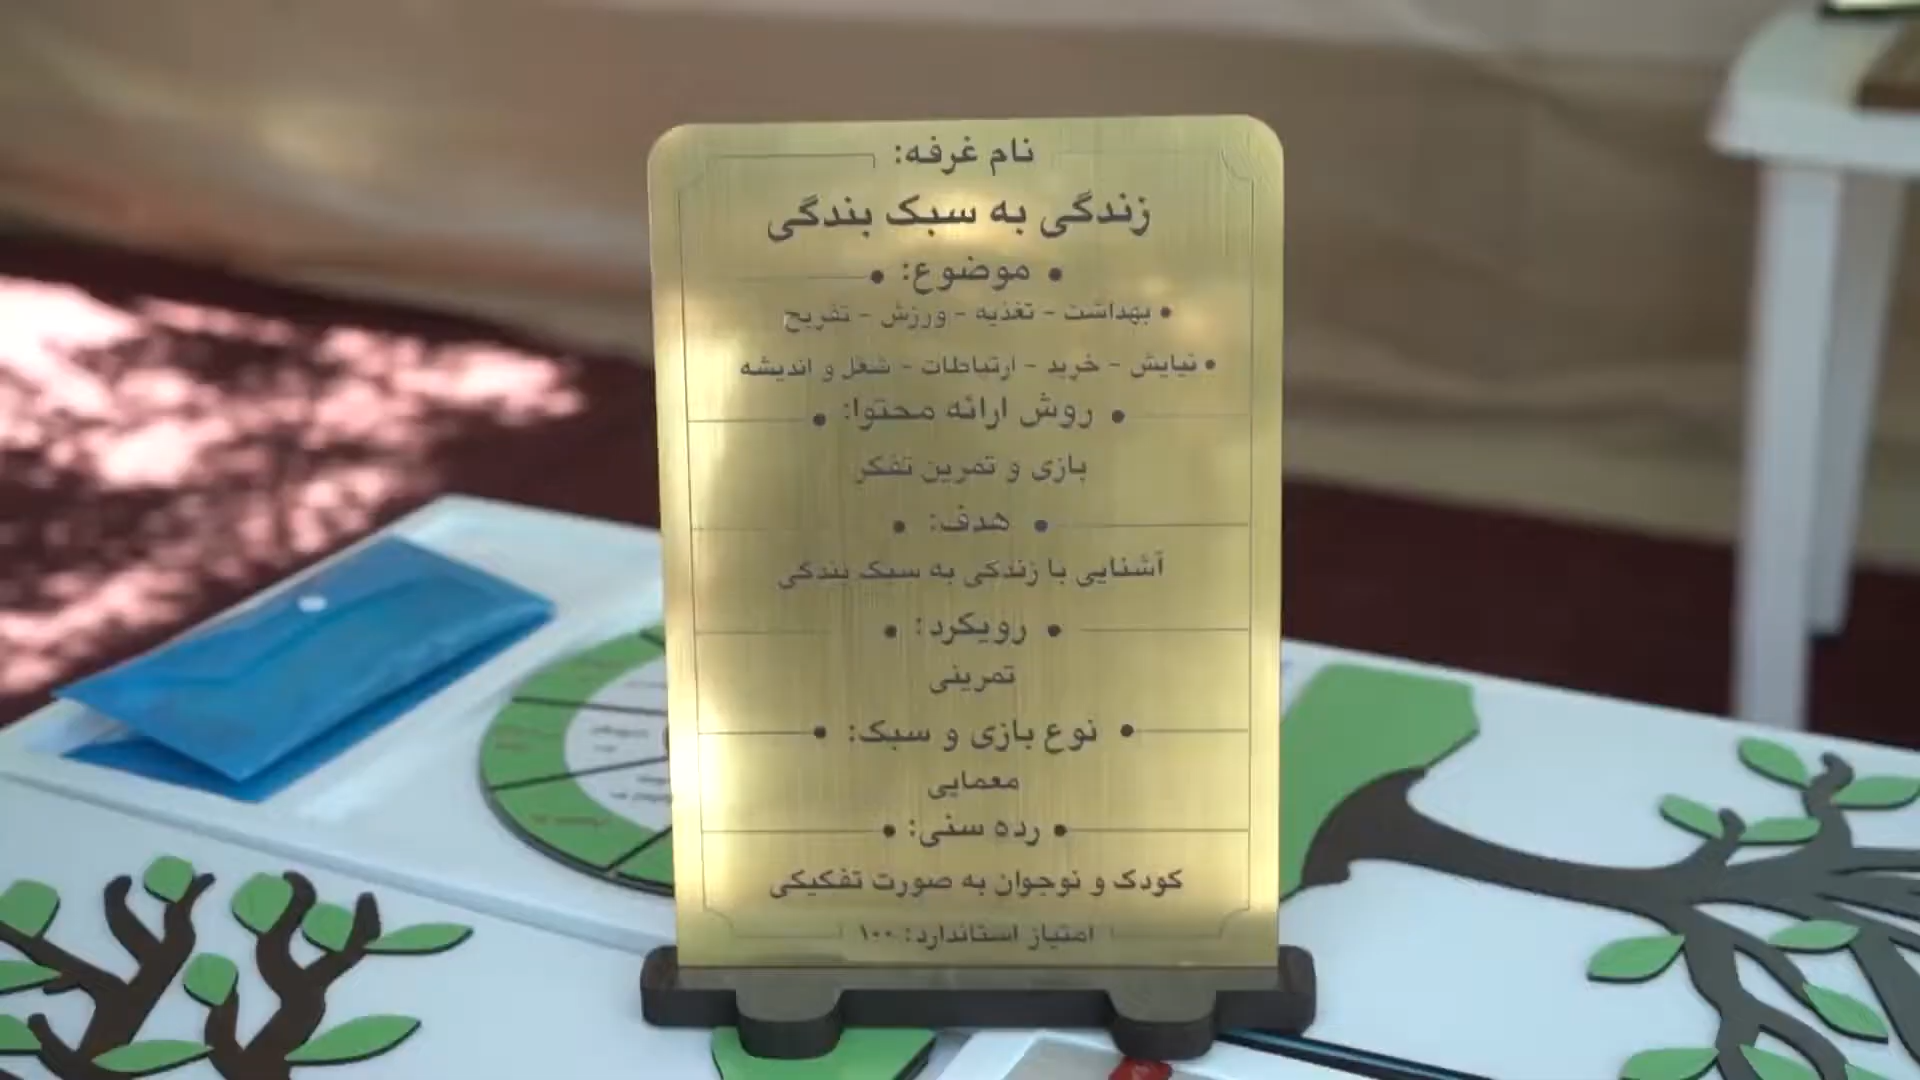 نام غرفه:
زندگی به سبک بندگی
• موضوع: •
• بهداشت - تغذیه - ورزش - تفریح
• نیایش - خرید - ارتباطات - شغل و اندیشه
• روش ارائه محتوا: •
بازی و تمرین تفکر
• هدف: •
آشنایی با زندگی به سبک بندگی
• رویکرد: •
تمرینی
• نوع بازی و سبک: •
معمایی
• رده سنی: •
کودک و نوجوان به صورت تفکیکی
امتیاز استاندارد: ۱۰۰